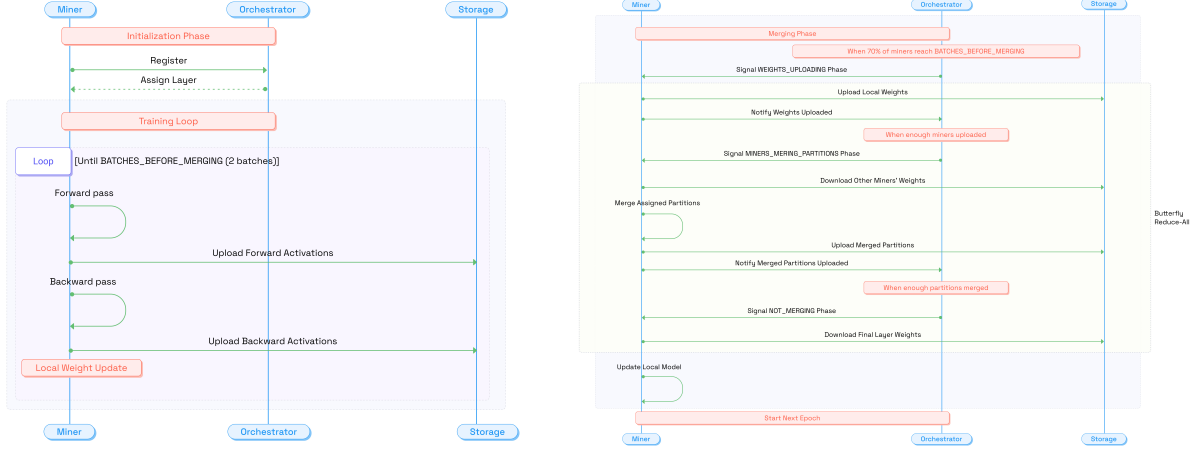 Miner
Orchestrator
Storage
Initialization Phase
Register
Assign Layer
Training Loop
Loop
[Until BATCHES_BEFORE_MERGING (2 batches)]
Forward pass
Upload Forward Activations
Backward pass
Upload Backward Activations
Local Weight Update
Miner
Orchestrator
Storage
Miner
Orchestrator
Storage
Merging Phase
When 70% of miners reach BATCHES_BEFORE_MERGING
Signal WEIGHTS_UPLOADING Phase
Upload Local Weights
Notify Weights Uploaded
When enough miners uploaded
Signal MINERS_MERING_PARTITIONS Phase
Download Other Miners' Weights
Merge Assigned Partitions
Butterfly
Reduce-All
Upload Merged Partitions
Notify Merged Partitions Uploaded
When enough partitions merged
Signal NOT_MERGING Phase
Download Final Layer Weights
Update Local Model
Start Next Epoch
Miner
Orchestrator
Storage